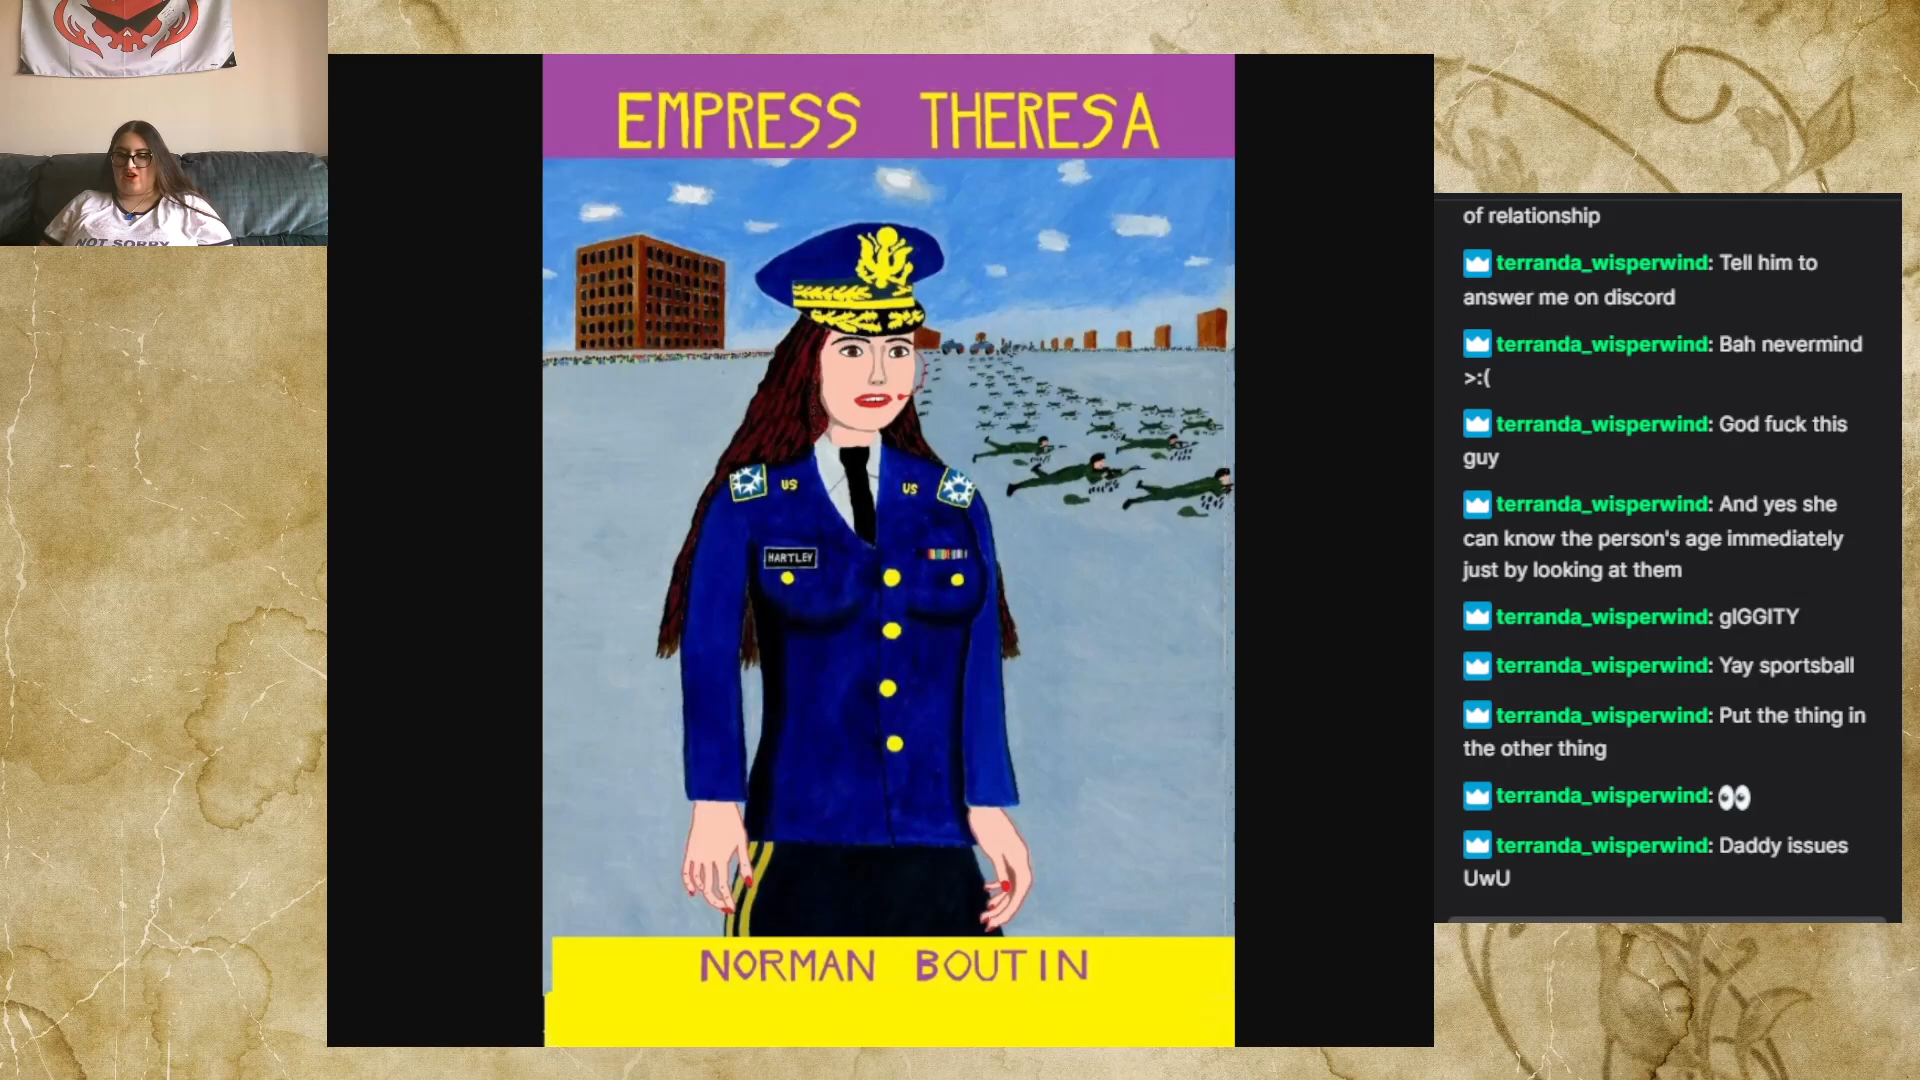 NOT SORRY
EMPRESS THERESA
US
US
HARTLEY
NORMAN BOUTIN
of relationship
terranda_wisperwind: Tell him to
answer me on discord
terranda_wisperwind: Bah nevermind
>:(
terranda_wisperwind: God fuck this
guy
terranda_wisperwind: And yes she
can know the person's age immediately
just by looking at them
terranda_wisperwind: gIGGITY
terranda_wisperwind: Yay sportsball
terranda_wisperwind: Put the thing in
the other thing
terranda_wisperwind: 👀
terranda_wisperwind: Daddy issues
UwU